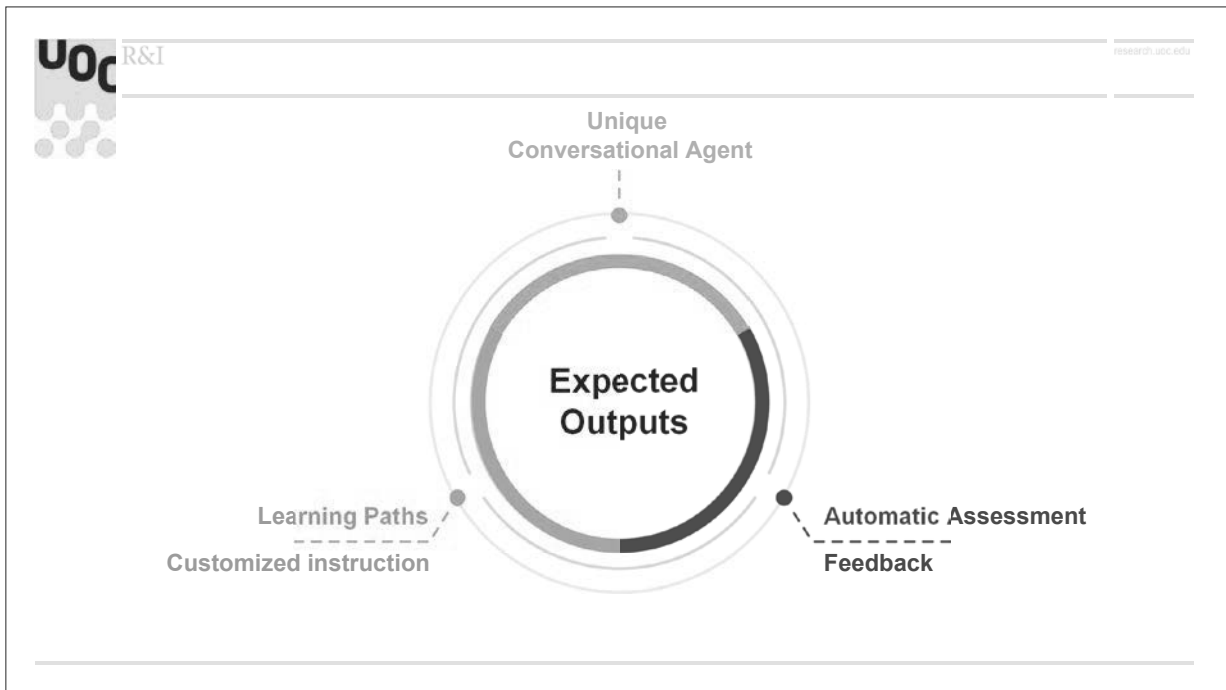 UOC
R&I
research.uoc.edu
Unique
Conversational Agent
Expected
Outputs
Learning Paths
Customized instruction
Automatic Assessment
Feedback